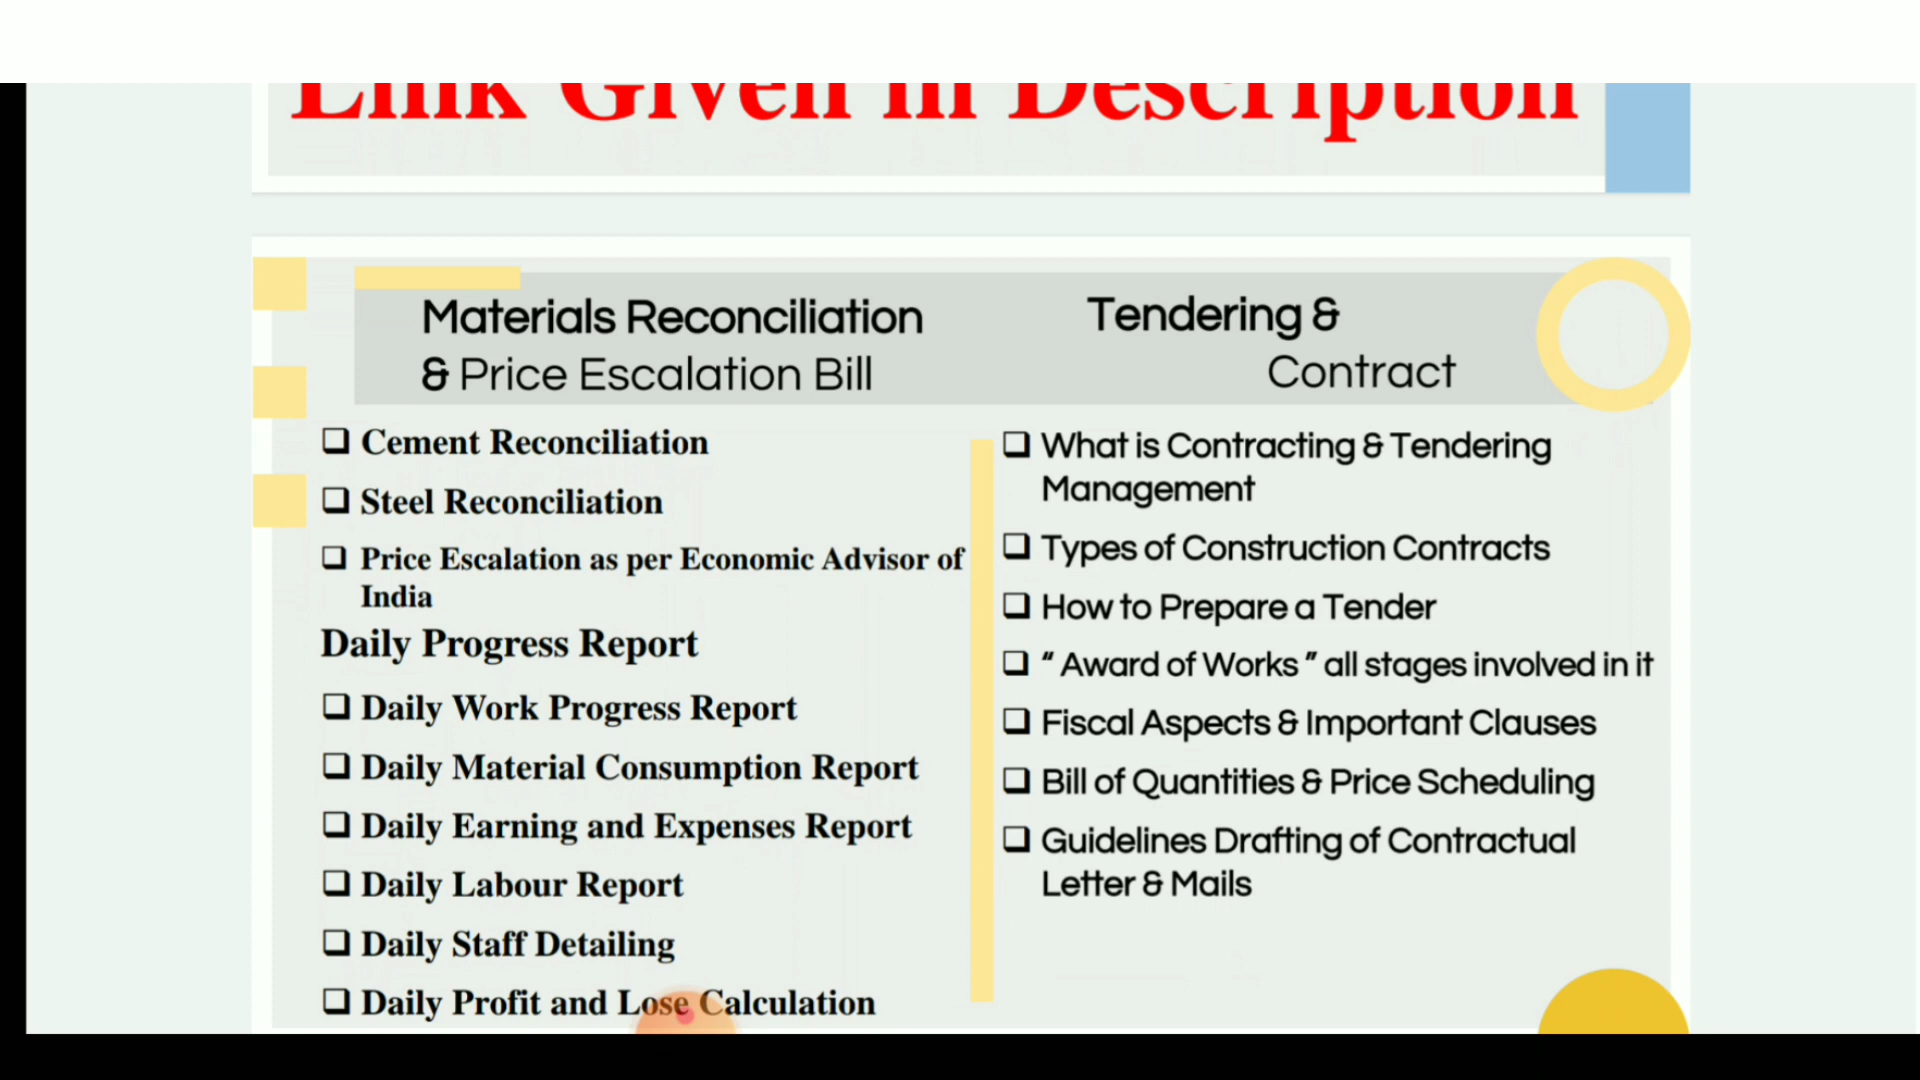 Link Given in Description
Materials Reconciliation
& Price Escalation Bill
❑ Cement Reconciliation
❑ Steel Reconciliation
❑ Price Escalation as per Economic Advisor of
India
Daily Progress Report
❑ Daily Work Progress Report
❑ Daily Material Consumption Report
❑ Daily Earning and Expenses Report
❑ Daily Labour Report
❑ Daily Staff Detailing
❑ Daily Profit and Lose Calculation
Tendering &
Contract
❑ What is Contracting & Tendering
Management
❑ Types of Construction Contracts
❑ How to Prepare a Tender
❑ “ Award of Works ” all stages involved in it
❑ Fiscal Aspects & Important Clauses
❑ Bill of Quantities & Price Scheduling
❑ Guidelines Drafting of Contractual
Letter & Mails